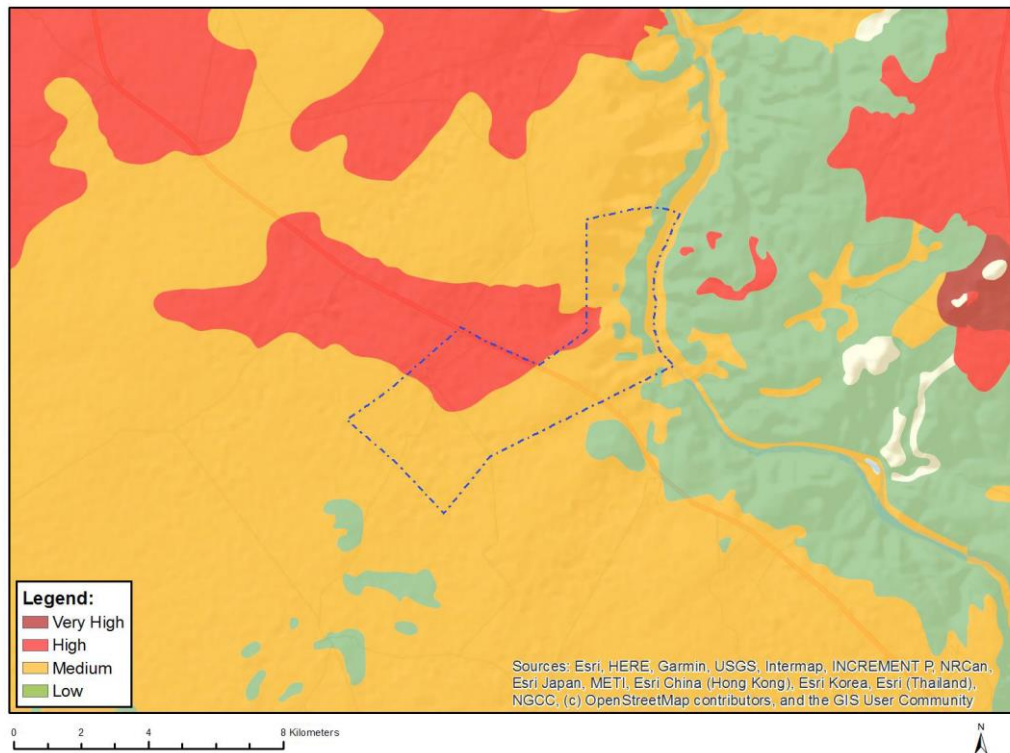 Legend:
Very High
High
Medium
Low
Sources: Esri, HERE, Garmin, USGS, Intermap, INCREMENT P, NRCan,
Esri Japan, METI, Esri China (Hong Kong), Esri Korea, Esri (Thailand),
NGCC, (c) OpenStreetMap contributors, and the GIS User Community
0 2 4 8 Kilometers
N